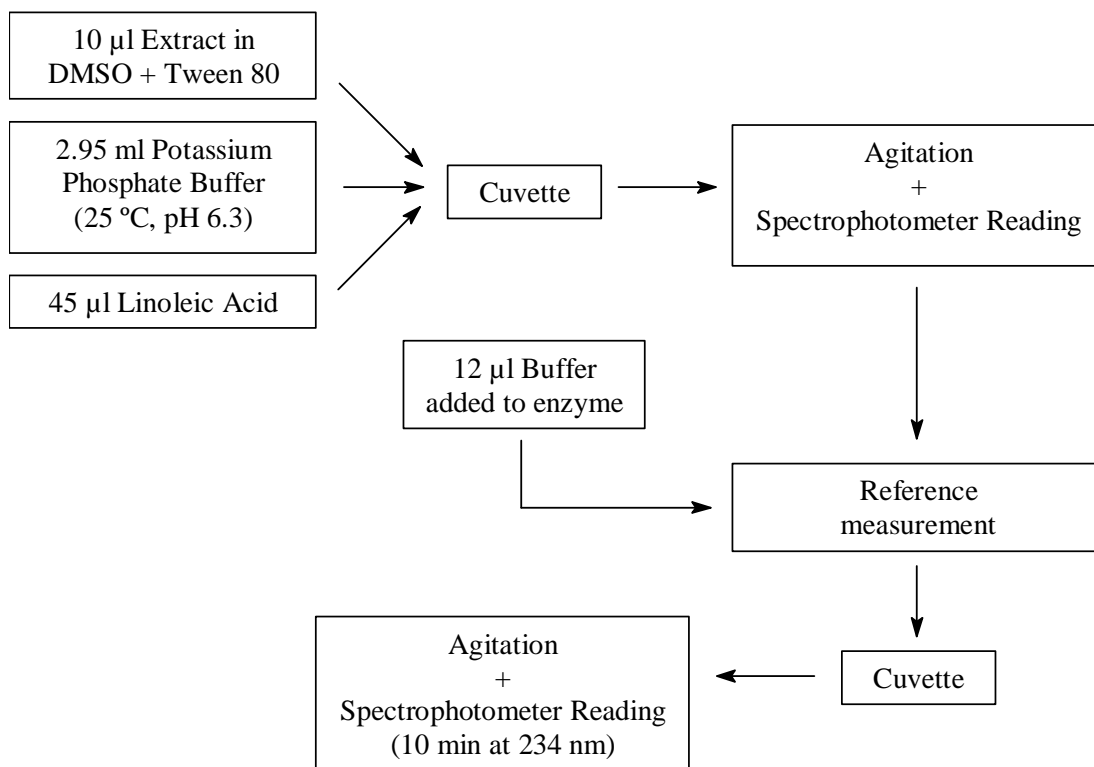 10 µl Extract in
DMSO + Tween 80
2.95 ml Potassium
Phosphate Buffer
(25 ºC, pH 6.3)
45 µl Linoleic Acid
Cuvette
Agitation
+
Spectrophotometer Reading
12 µl Buffer
added to enzyme
Reference
measurement
Cuvette
Agitation
+
Spectrophotometer Reading
(10 min at 234 nm)